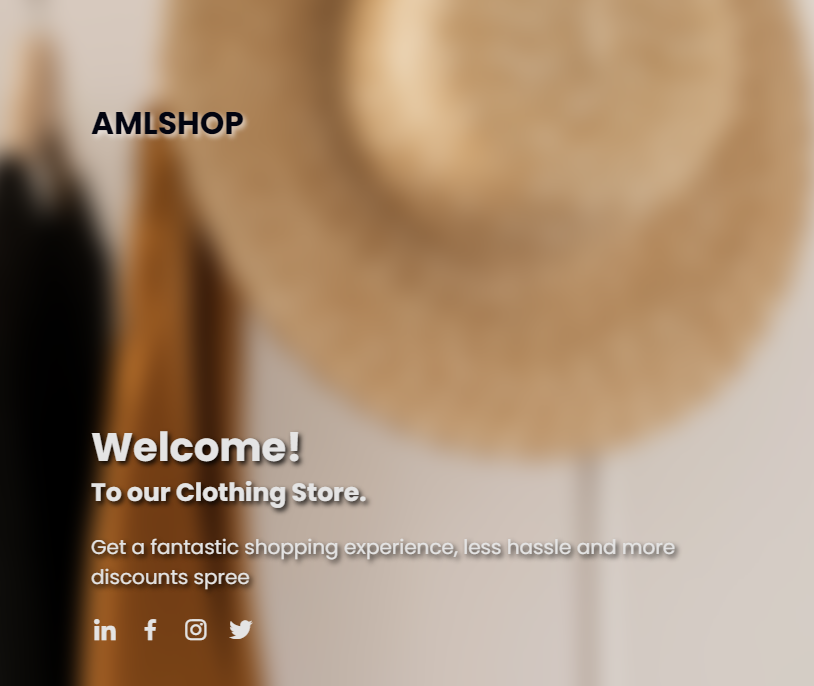 AMLSHOP
Welcome!
To our Clothing Store.
Get a fantastic shopping experience, less hassle and more
discounts spree